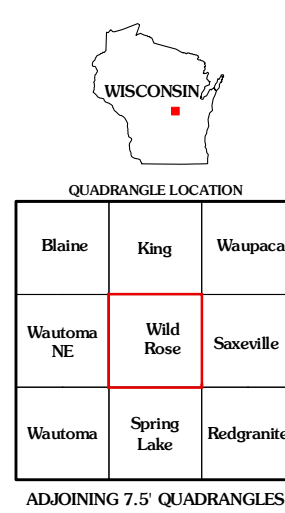 WISCONSIN
QUADRANGLE LOCATION
Blaine
King
Waupaca
Wautoma
NE
Wild
Rose
Saxeville
Wautoma
Spring
Lake
Redgranite
ADJOINING 7.5' QUADRANGLES